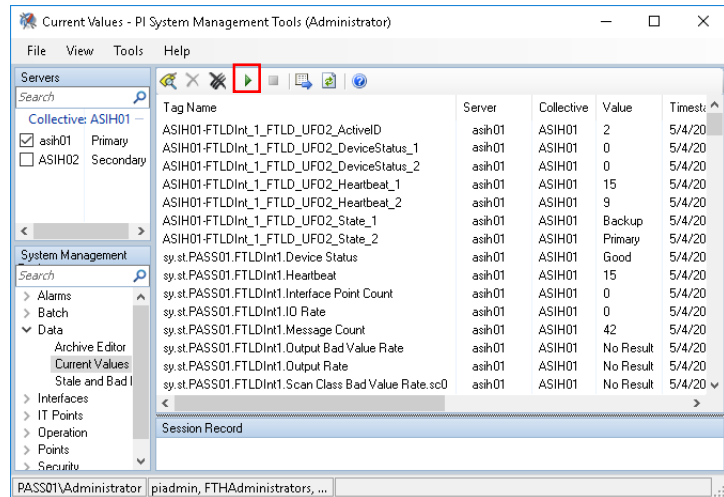 Current Values - PI System Management Tools (Administrator)
File View Tools Help
Servers
Search
Collective: ASIH01
asih01 Primary
ASIH02 Secondary
System Management
Search
Alarms
Batch
Data
Archive Editor
Current Values
Stale and Bad
Interfaces
IT Points
Operation
Points
Security
Tag Name Server Collective Value Timesta
ASIH01-FTLDInt_1_FTLD_UFO2_ActiveID asih01 ASIH01 2 5/4/20
ASIH01-FTLDInt_1_FTLD_UFO2_DeviceStatus_1 asih01 ASIH01 0 5/4/20
ASIH01-FTLDInt_1_FTLD_UFO2_DeviceStatus_2 asih01 ASIH01 0 5/4/20
ASIH01-FTLDInt_1_FTLD_UFO2_Heartbeat_1 asih01 ASIH01 15 5/4/20
ASIH01-FTLDInt_1_FTLD_UFO2_Heartbeat_2 asih01 ASIH01 9 5/4/20
ASIH01-FTLDInt_1_FTLD_UFO2_State_1 asih01 ASIH01 Backup 5/4/20
ASIH01-FTLDInt_1_FTLD_UFO2_State_2 asih01 ASIH01 Primary 5/4/20
sy.st.PASS01.FTLDInt1.Device Status asih01 ASIH01 Good 5/4/20
sy.st.PASS01.FTLDInt1.Heartbeat asih01 ASIH01 15 5/4/20
sy.st.PASS01.FTLDInt1.Interface Point Count asih01 ASIH01 0 5/4/20
sy.st.PASS01.FTLDInt1.IO Rate asih01 ASIH01 0 5/4/20
sy.st.PASS01.FTLDInt1.Message Count asih01 ASIH01 42 5/4/20
sy.st.PASS01.FTLDInt1.Output Bad Value Rate asih01 ASIH01 No Result 5/4/20
sy.st.PASS01.FTLDInt1.Output Rate asih01 ASIH01 No Result 5/4/20
sy.st.PASS01.FTLDInt1.Scan Class Bad Value Rate.sc0 asih01 ASIH01 No Result 5/4/20
Session Record
PASS01\Administrator piadmin, FTHAdministrators, ...